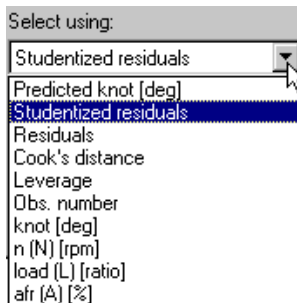 Select using:
Studentized residuals
Predicted knot [deg]
Studentized residuals
Residuals
Cook's distance
Leverage
Obs. number
knot [deg]
n (N) [rpm]
load (L) [ratio]
afr (A) [%]